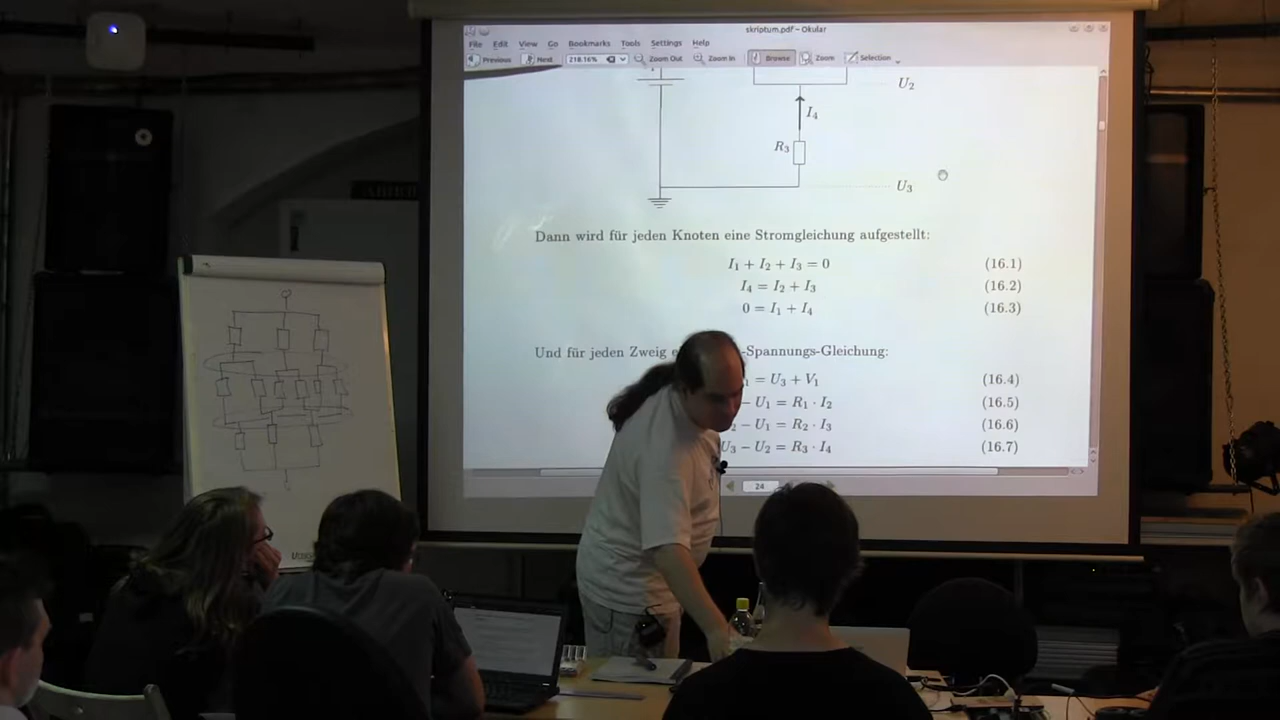 skriptum.pdf - Okular
File Edit View Go Bookmarks Tools Settings Help
Previous Next 218.16% Zoom Out Zoom In Browse Zoom Selection
U₂
I₄
R₃
U₃
Dann wird für jeden Knoten eine Stromgleichung aufgestellt:
I₁ + I₂ + I₃ = 0 (16.1)
I₄ = I₂ + I₃ (16.2)
0 = I₁ + I₄ (16.3)
Und für jeden Zweig -Spannungs-Gleichung:
= U₃ + V₁ (16.4)
− U₁ = R₁ · I₂ (16.5)
− U₁ = R₂ · I₃ (16.6)
U₃ − U₂ = R₃ · I₄ (16.7)
24